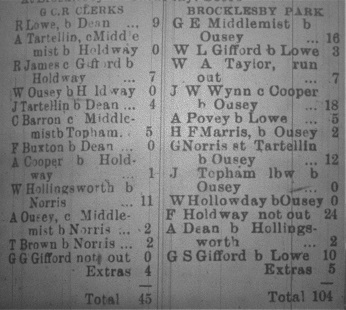 G C R CLERKS
R Lowe, b Dean ... 9
A Tartellin, c Middle
mist b Holdway 0
R James c Gifford b
Holdway ... 7
W Ousey b H ldway 0
J Tartellin b Dean ... 4
C Barron c Middle-
mist b Topham.. 5
F Buxton b Dean ... 0
A Cooper b Hold-
way ... 1
W Hollingsworth b
Norris ... 11
A Ousey, c Middle-
mist b Norris ... 2
T Brown b Norris ... 2
G G Gifford not out 0
Extras 4
Total 45
BROCKLESBY PARK
G E Middlemist b
Ousey ... 16
W L Gifford b Lowe 3
W A Taylor, run
out ... 7
J W Wynn c Cooper
b Ousey ... 18
A Povey b Lowe ... 5
H F Marris, b Ousey 2
G Norris st Tartellin
b Ousey ... 12
J Topham lbw b
Ousey ... 0
W Hollowday b Ousey 0
F Holdway not out 24
A Dean b Hollings-
worth ... 2
G S Gifford b Lowe 10
Extras 5
Total 104